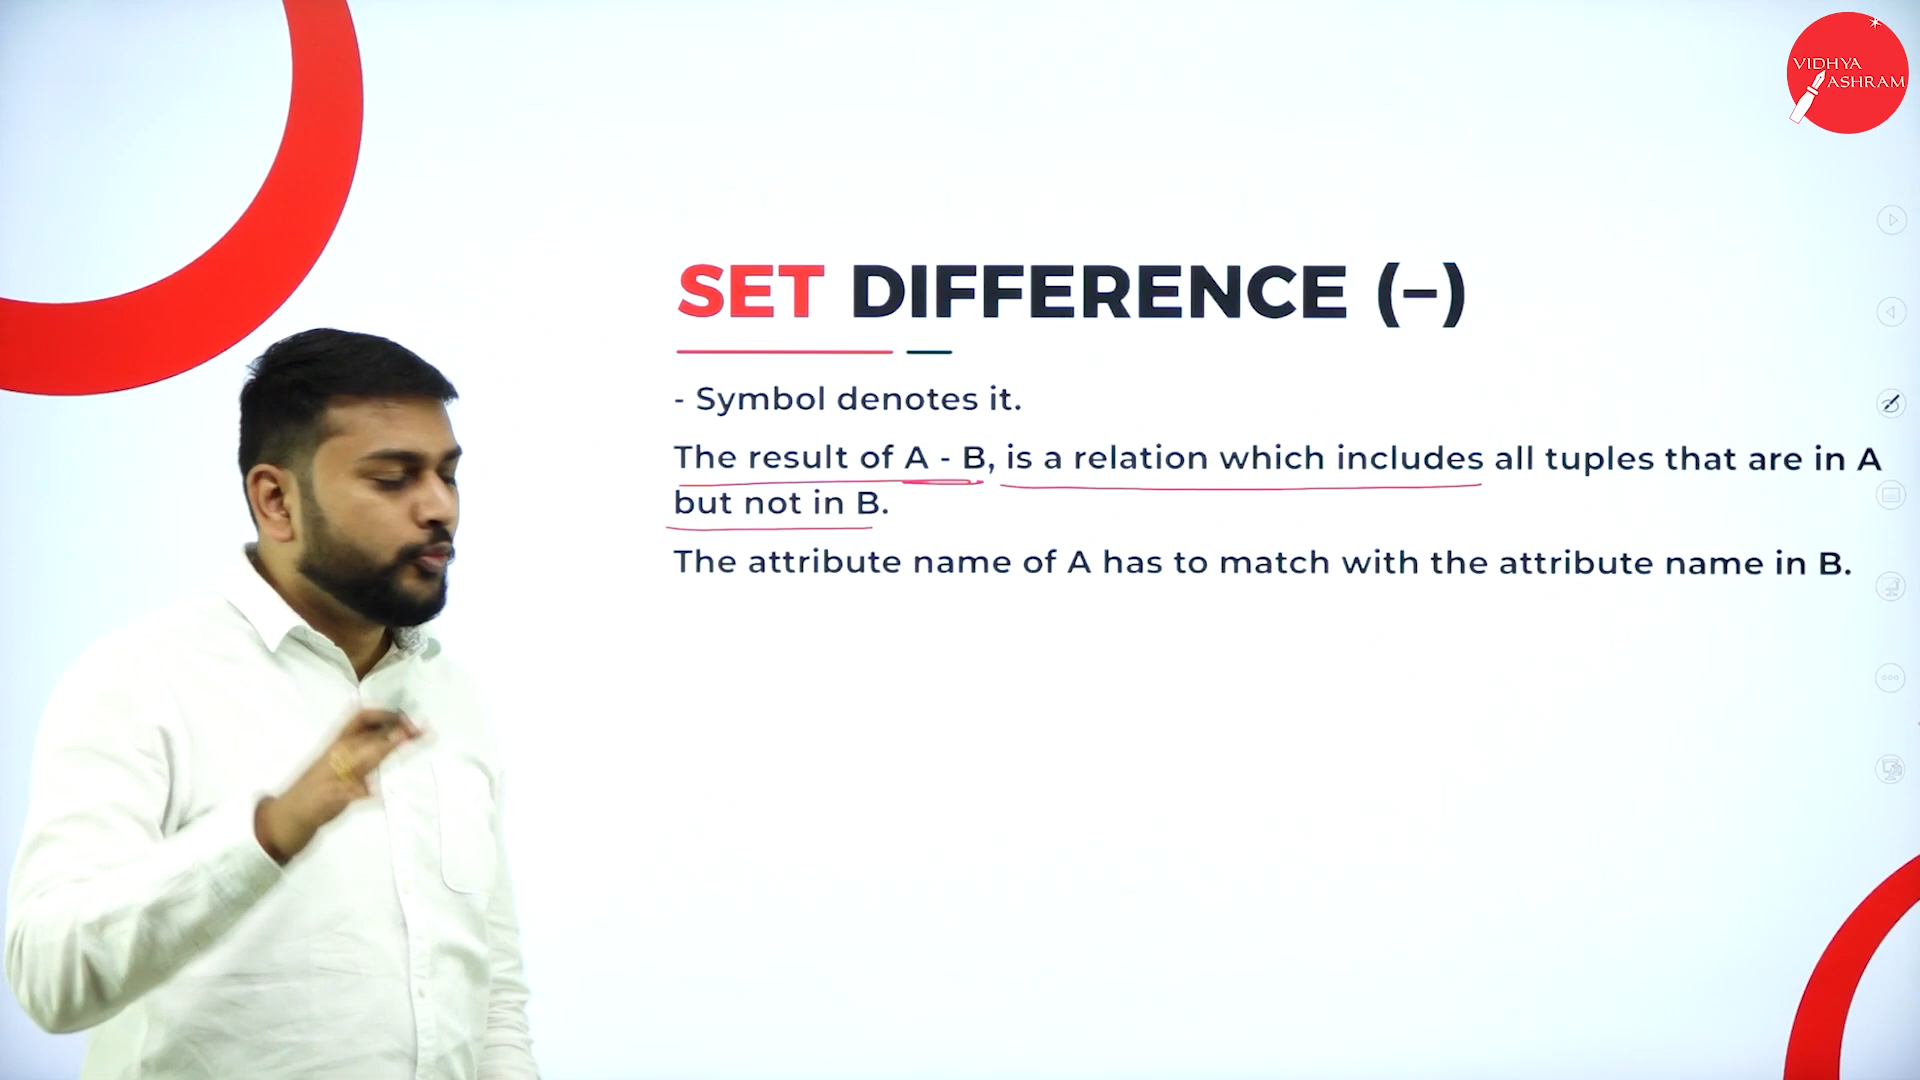 VIDHYA
ASHRAM
SET DIFFERENCE (–)
- Symbol denotes it.
The result of A - B, is a relation which includes all tuples that are in A
but not in B.
The attribute name of A has to match with the attribute name in B.